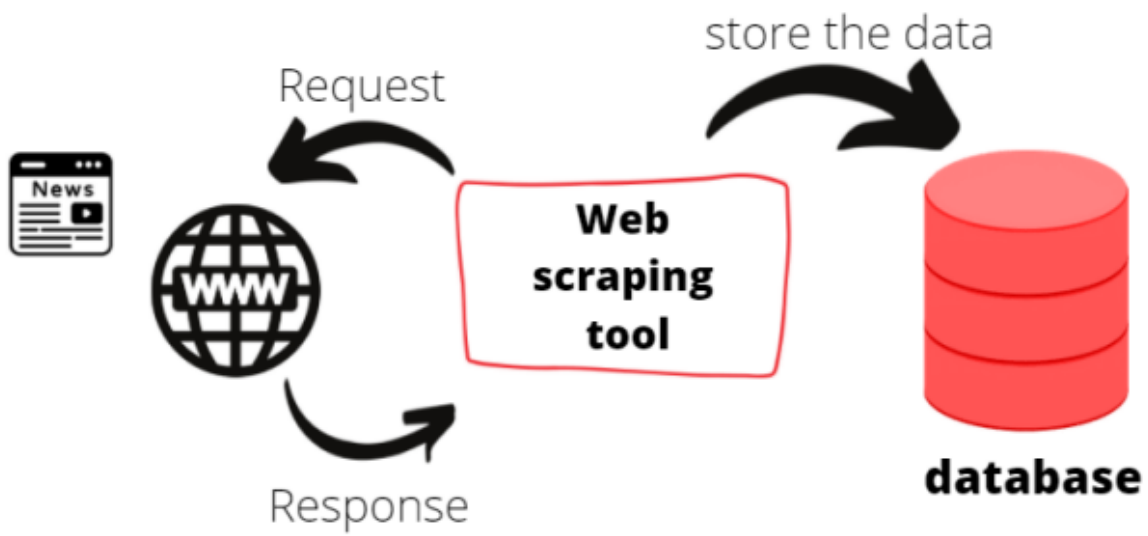 store the data
Request
News
WWW
Web
scraping
tool
database
Response